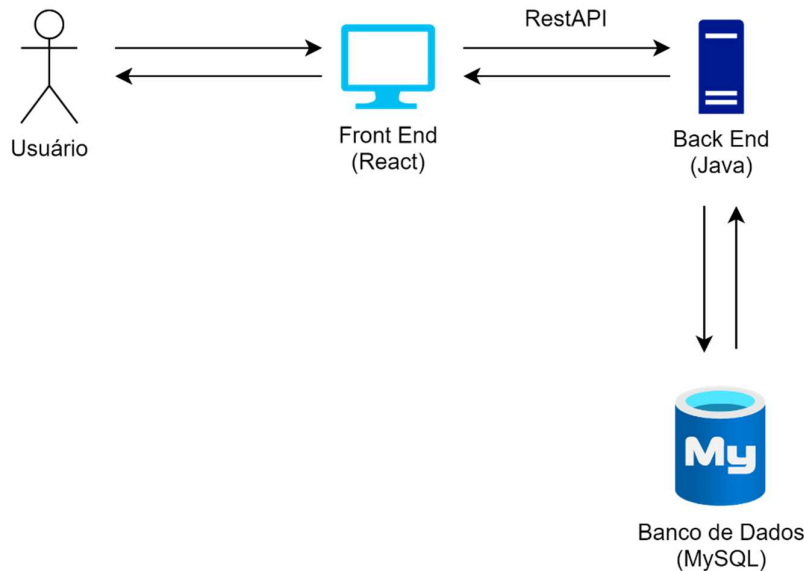 RestAPI
Usuário
Front End
(React)
Back End
(Java)
My
Banco de Dados
(MySQL)